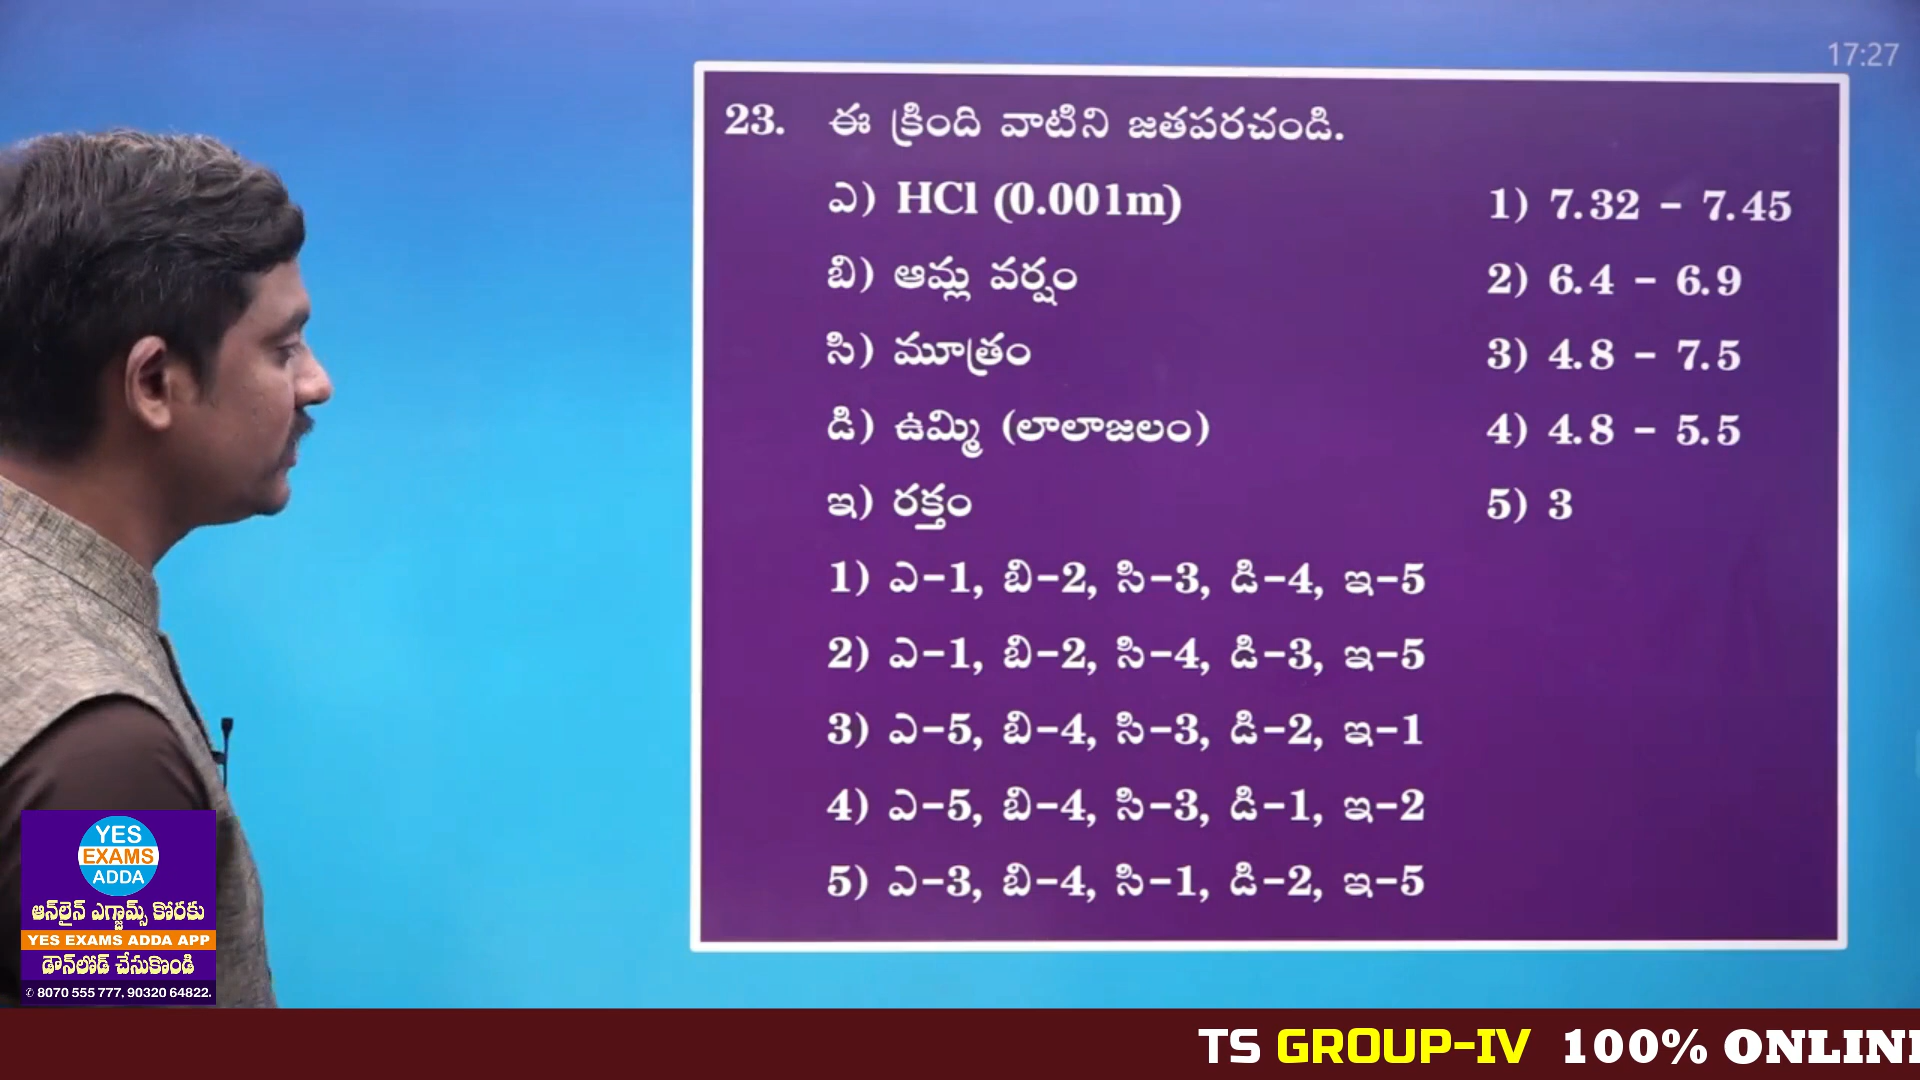 17:27
23. ఈ క్రింది వాటిని జతపరచండి.
ఎ) HCl (0.001m) 1) 7.32 - 7.45
బి) ఆమ్ల వర్షం 2) 6.4 - 6.9
సి) మూత్రం 3) 4.8 - 7.5
డి) ఉమ్మి (లాలాజలం) 4) 4.8 - 5.5
ఇ) రక్తం 5) 3
1) ఎ-1, బి-2, సి-3, డి-4, ఇ-5
2) ఎ-1, బి-2, సి-4, డి-3, ఇ-5
3) ఎ-5, బి-4, సి-3, డి-2, ఇ-1
4) ఎ-5, బి-4, సి-3, డి-1, ఇ-2
5) ఎ-3, బి-4, సి-1, డి-2, ఇ-5
YES
EXAMS
ADDA
ఆన్‌లైన్ ఎగ్జామ్స్ కొరకు
YES EXAMS ADDA APP
డౌన్‌లోడ్ చేసుకొండి
✆ 8070 555 777, 90320 64822.
TS GROUP-IV 100% ONLIN